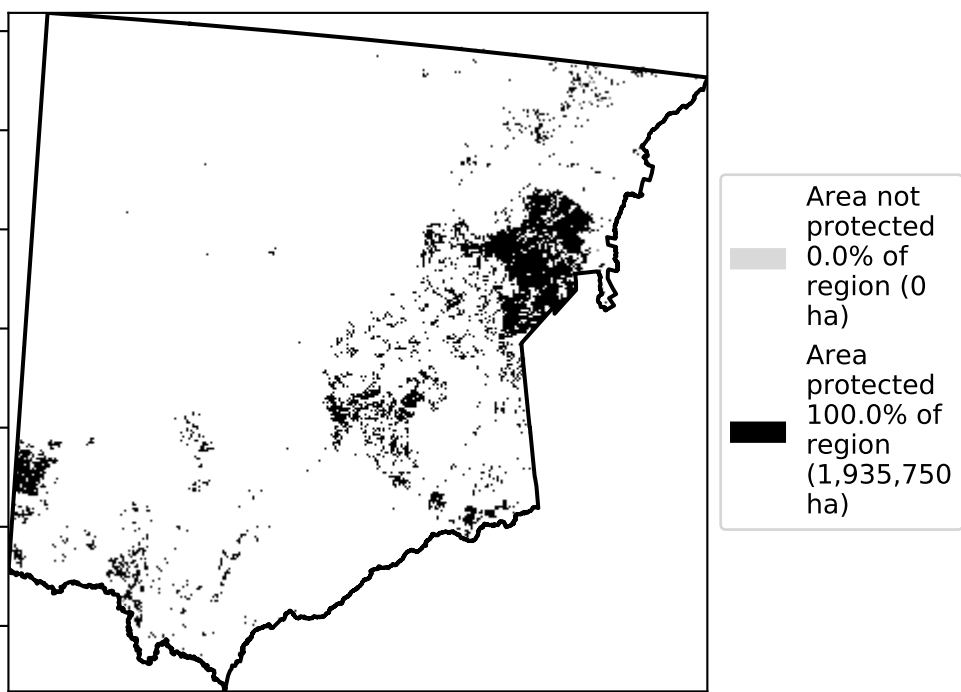 Area not
protected
0.0% of
region (0
ha)
Area
protected
100.0% of
region
(1,935,750
ha)